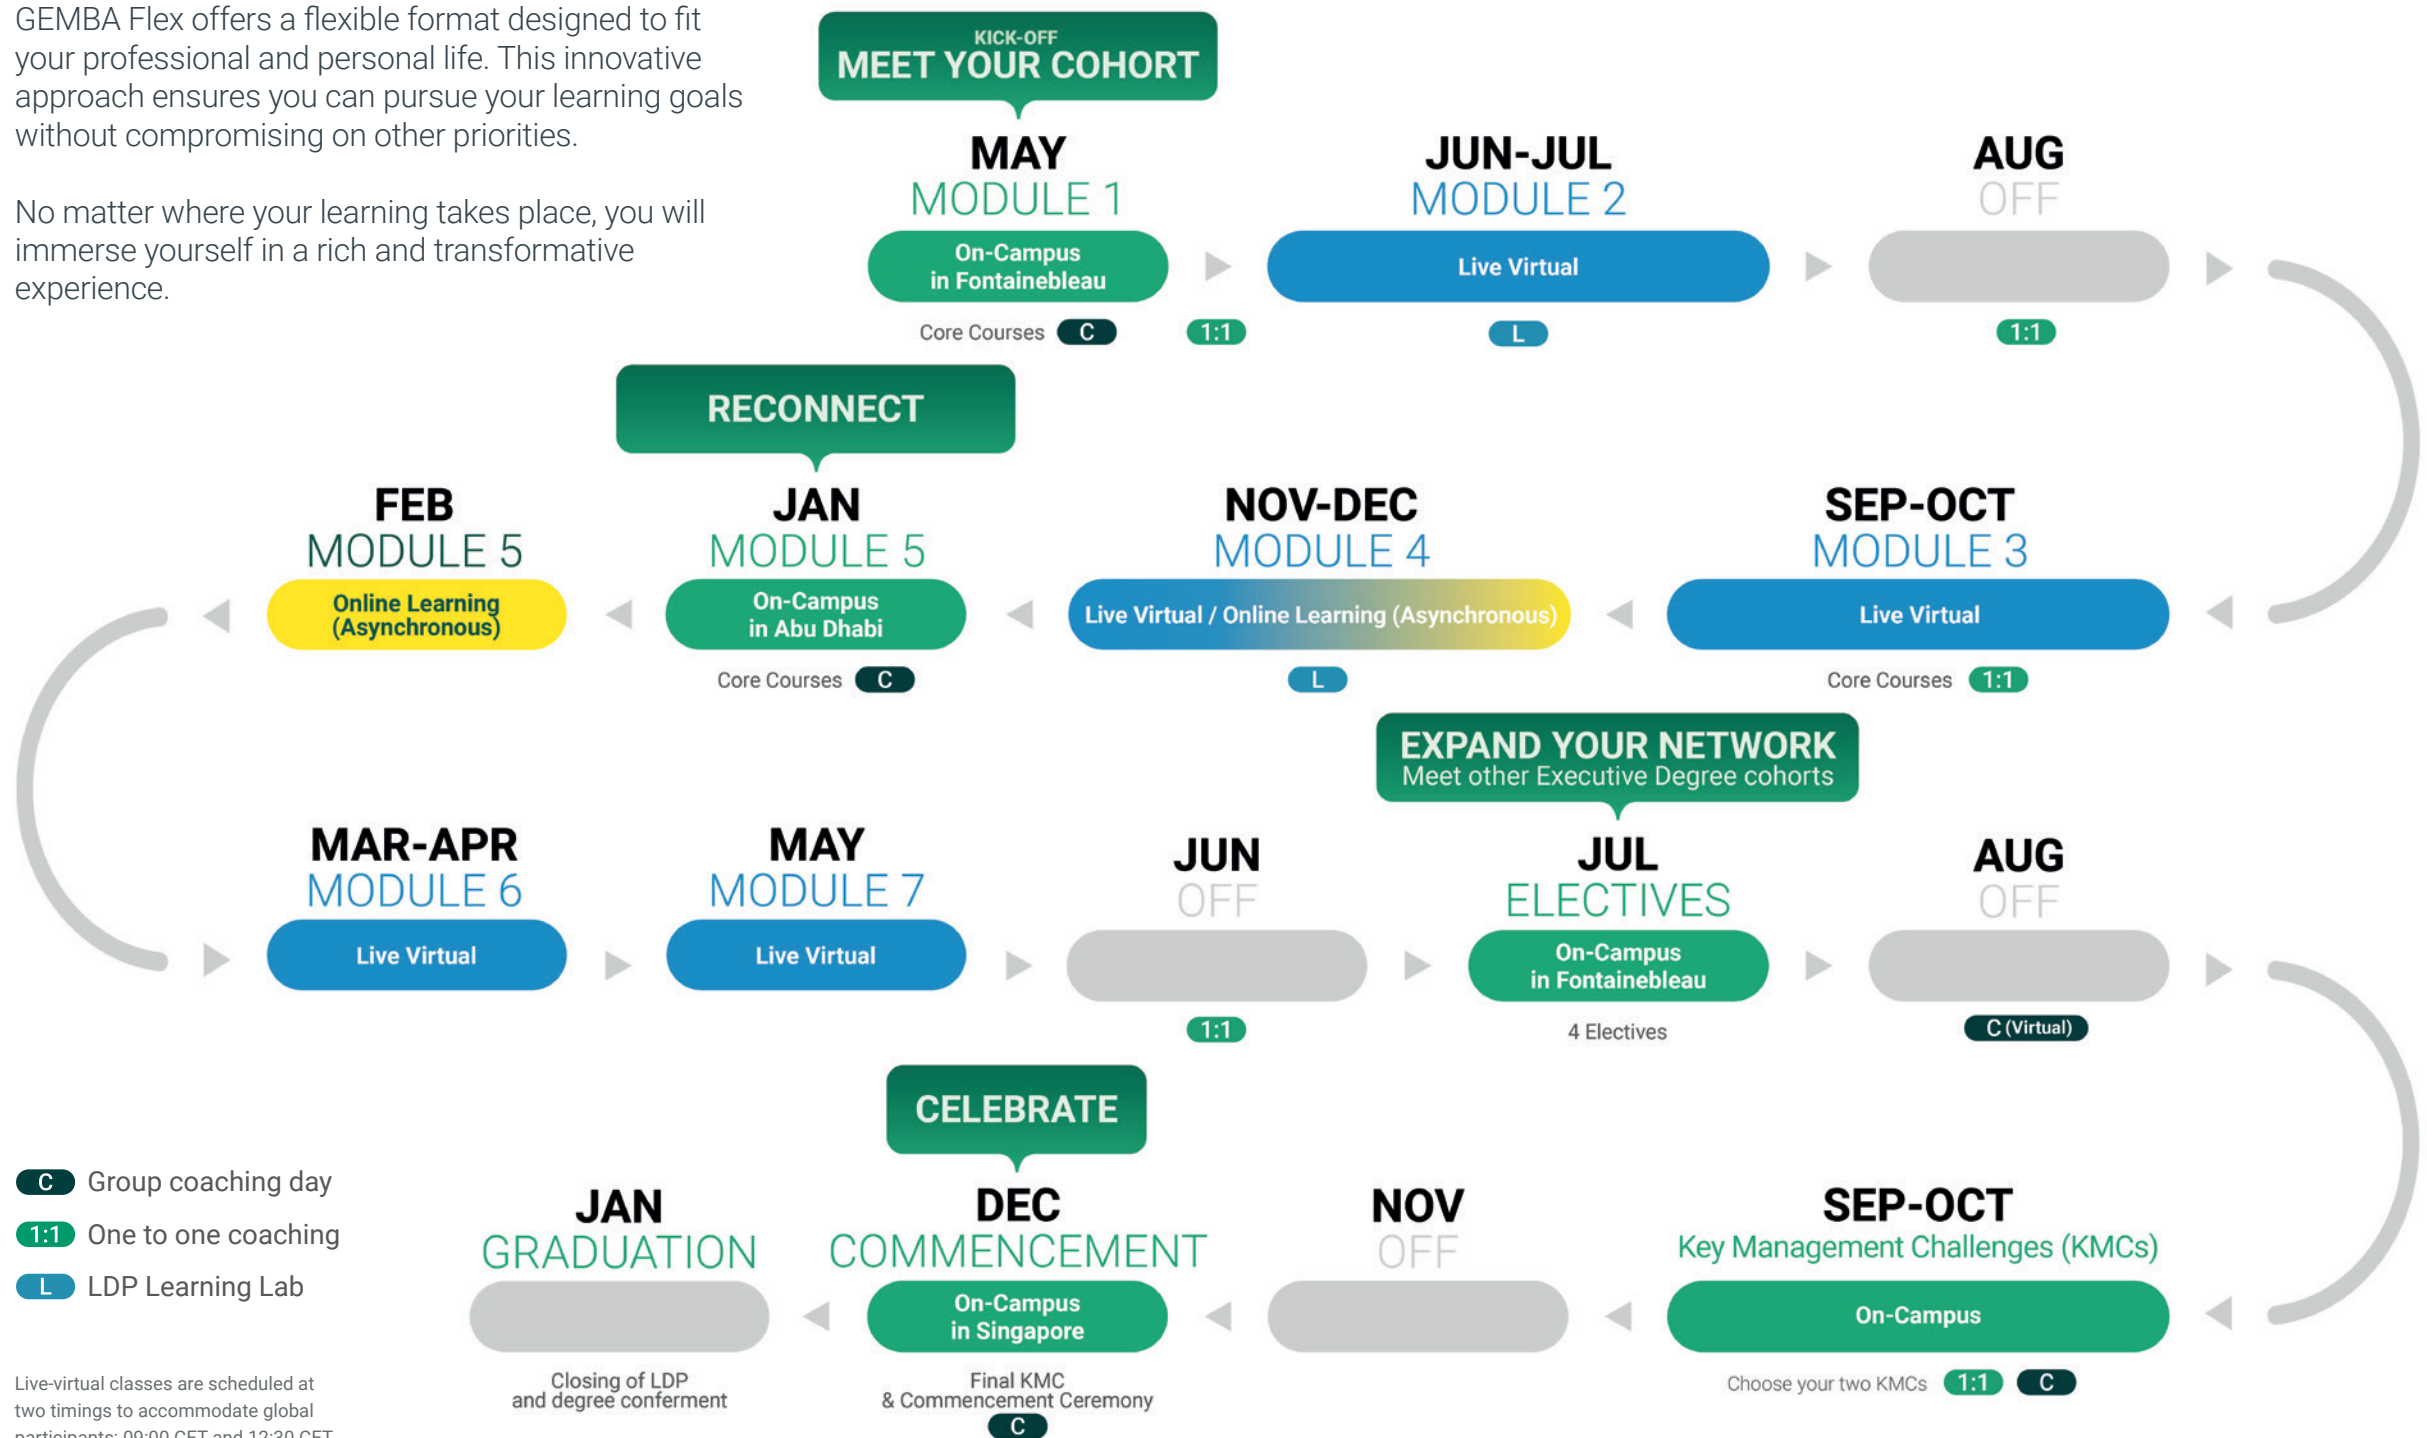 GEMBA Flex offers a flexible format designed to fit
your professional and personal life. This innovative
approach ensures you can pursue your learning goals
without compromising on other priorities.
No matter where your learning takes place, you will
immerse yourself in a rich and transformative
experience.
KICK-OFF
MEET YOUR COHORT
MAY
MODULE 1
On-Campus
in Fontainebleau
Core Courses C
1:1
JUN-JUL
MODULE 2
Live Virtual
L
AUG
OFF
1:1
SEP-OCT
MODULE 3
Live Virtual
Core Courses 1:1
NOV-DEC
MODULE 4
Live Virtual / Online Learning (Asynchronous)
L
RECONNECT
JAN
MODULE 5
On-Campus
in Abu Dhabi
Core Courses C
FEB
MODULE 5
Online Learning
(Asynchronous)
MAR-APR
MODULE 6
Live Virtual
MAY
MODULE 7
Live Virtual
JUN
OFF
1:1
EXPAND YOUR NETWORK
Meet other Executive Degree cohorts
JUL
ELECTIVES
On-Campus
in Fontainebleau
4 Electives
AUG
OFF
C (Virtual)
SEP-OCT
Key Management Challenges (KMCs)
On-Campus
Choose your two KMCs 1:1 C
NOV
OFF
CELEBRATE
DEC
COMMENCEMENT
On-Campus
in Singapore
Final KMC
& Commencement Ceremony
C
JAN
GRADUATION
Closing of LDP
and degree conferment
C Group coaching day
1:1 One to one coaching
L LDP Learning Lab
Live-virtual classes are scheduled at
two timings to accommodate global
participants: 09:00 CET and 12:30 CET